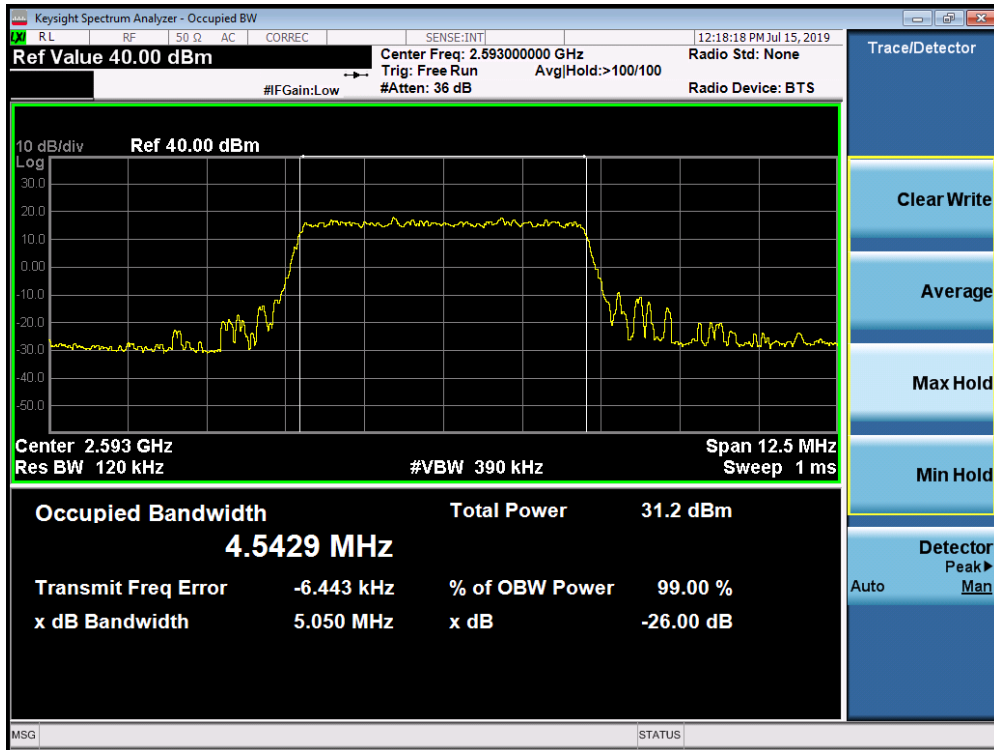 Keysight Spectrum Analyzer - Occupied BW
LXI RL RF 50 Ω AC CORREC SENSE:INT 12:18:18 PM Jul 15, 2019
Ref Value 40.00 dBm
Center Freq: 2.593000000 GHz
Radio Std: None
Trig: Free Run Avg|Hold:>100/100
#IFGain:Low
#Atten: 36 dB
Radio Device: BTS
Trace/Detector
10 dB/div Ref 40.00 dBm
Log
30.0
20.0
10.0
0.00
-10.0
-20.0
-30.0
-40.0
-50.0
Center 2.593 GHz
Span 12.5 MHz
Res BW 120 kHz
#VBW 390 kHz
Sweep 1 ms
Occupied Bandwidth
4.5429 MHz
Total Power 31.2 dBm
Transmit Freq Error -6.443 kHz
% of OBW Power 99.00 %
x dB Bandwidth 5.050 MHz
x dB -26.00 dB
Clear Write
Average
Max Hold
Min Hold
Detector
Peak▶
Auto Man
MSG
STATUS